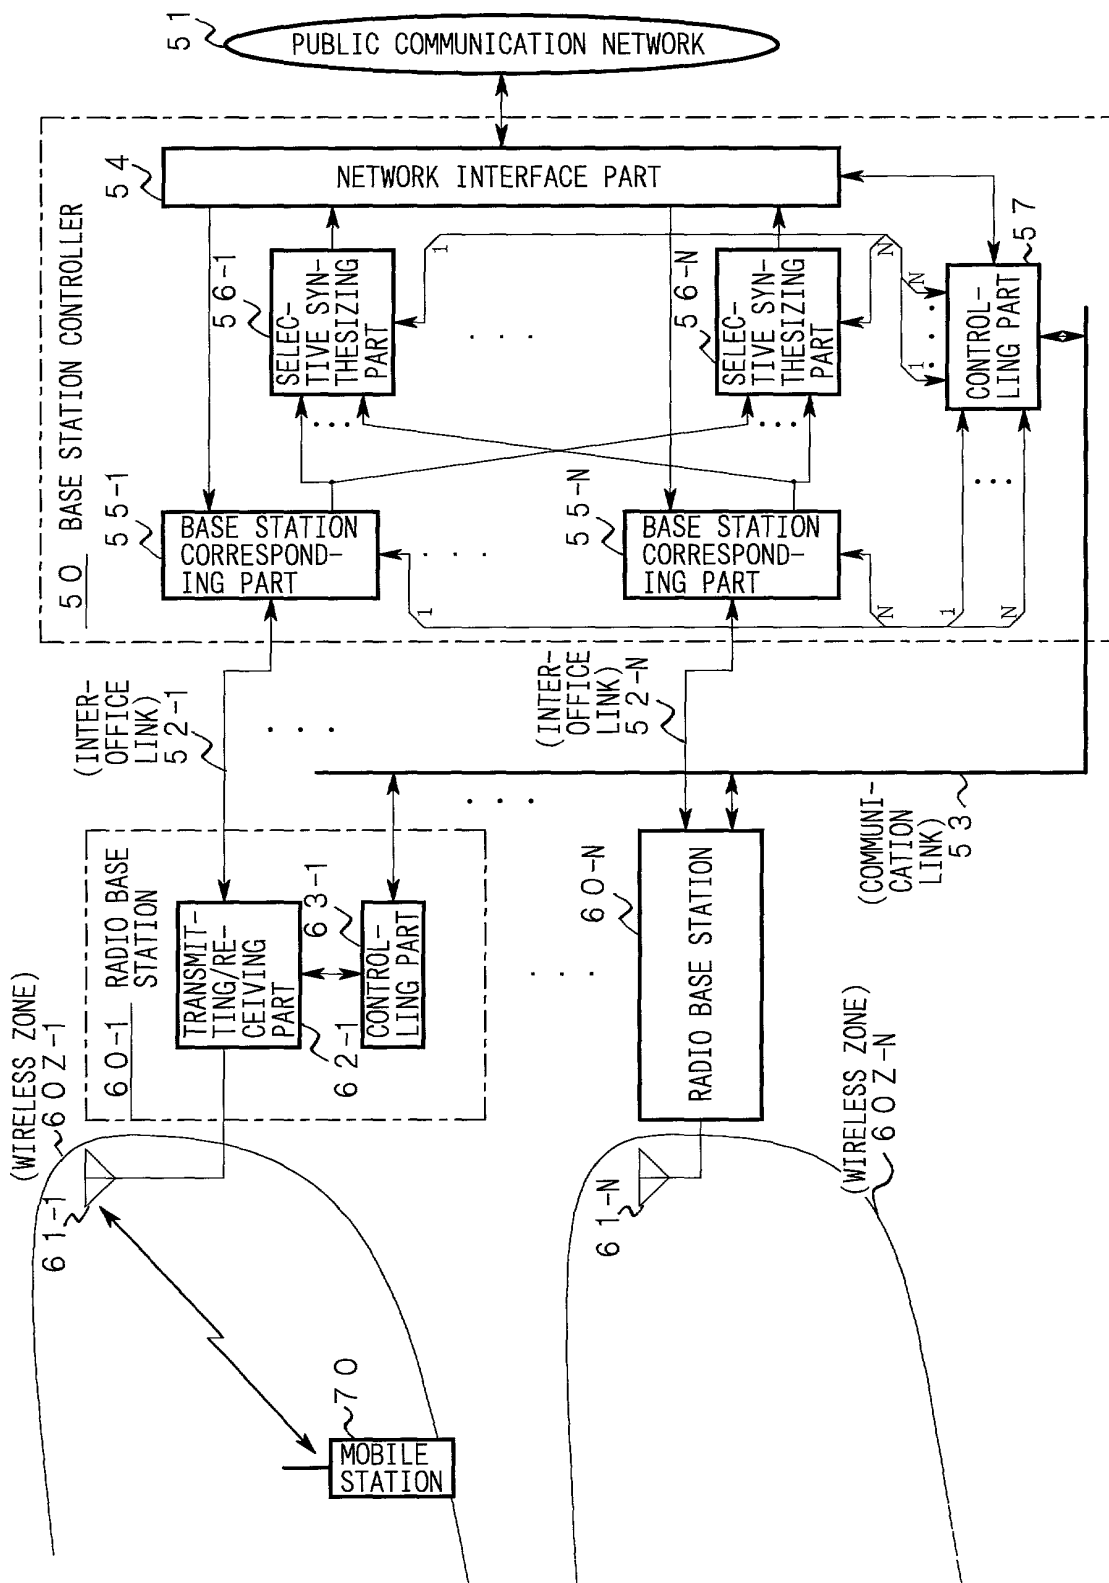 (WIRELESS ZONE)
60Z-1
61-1
MOBILE
STATION
70
60-1 RADIO BASE
STATION
TRANSMIT-
TING/RE-
CEIVING
PART
62-1
CONTROL-
LING PART
63-1
(INTER-
OFFICE
LINK)
52-1
. . .
50 BASE STATION CONTROLLER
BASE STATION
CORRESPOND-
ING PART
55-1
SELEC-
TIVE SYN-
THESIZING
PART
56-1
NETWORK INTERFACE PART
54
PUBLIC COMMUNICATION NETWORK
51
1
1
. . .
. . .
. . .
. . .
. . .
61-N
(WIRELESS ZONE)
60Z-N
RADIO BASE STATION
60-N
(INTER-
OFFICE
LINK)
52-N
(COMMUNI-
CATION
LINK)
53
BASE STATION
CORRESPOND-
ING PART
55-N
SELEC-
TIVE SYN-
THESIZING
PART
56-N
. . .
N
N
1
N
. . .
1
. . .
N
CONTROL-
LING PART
57